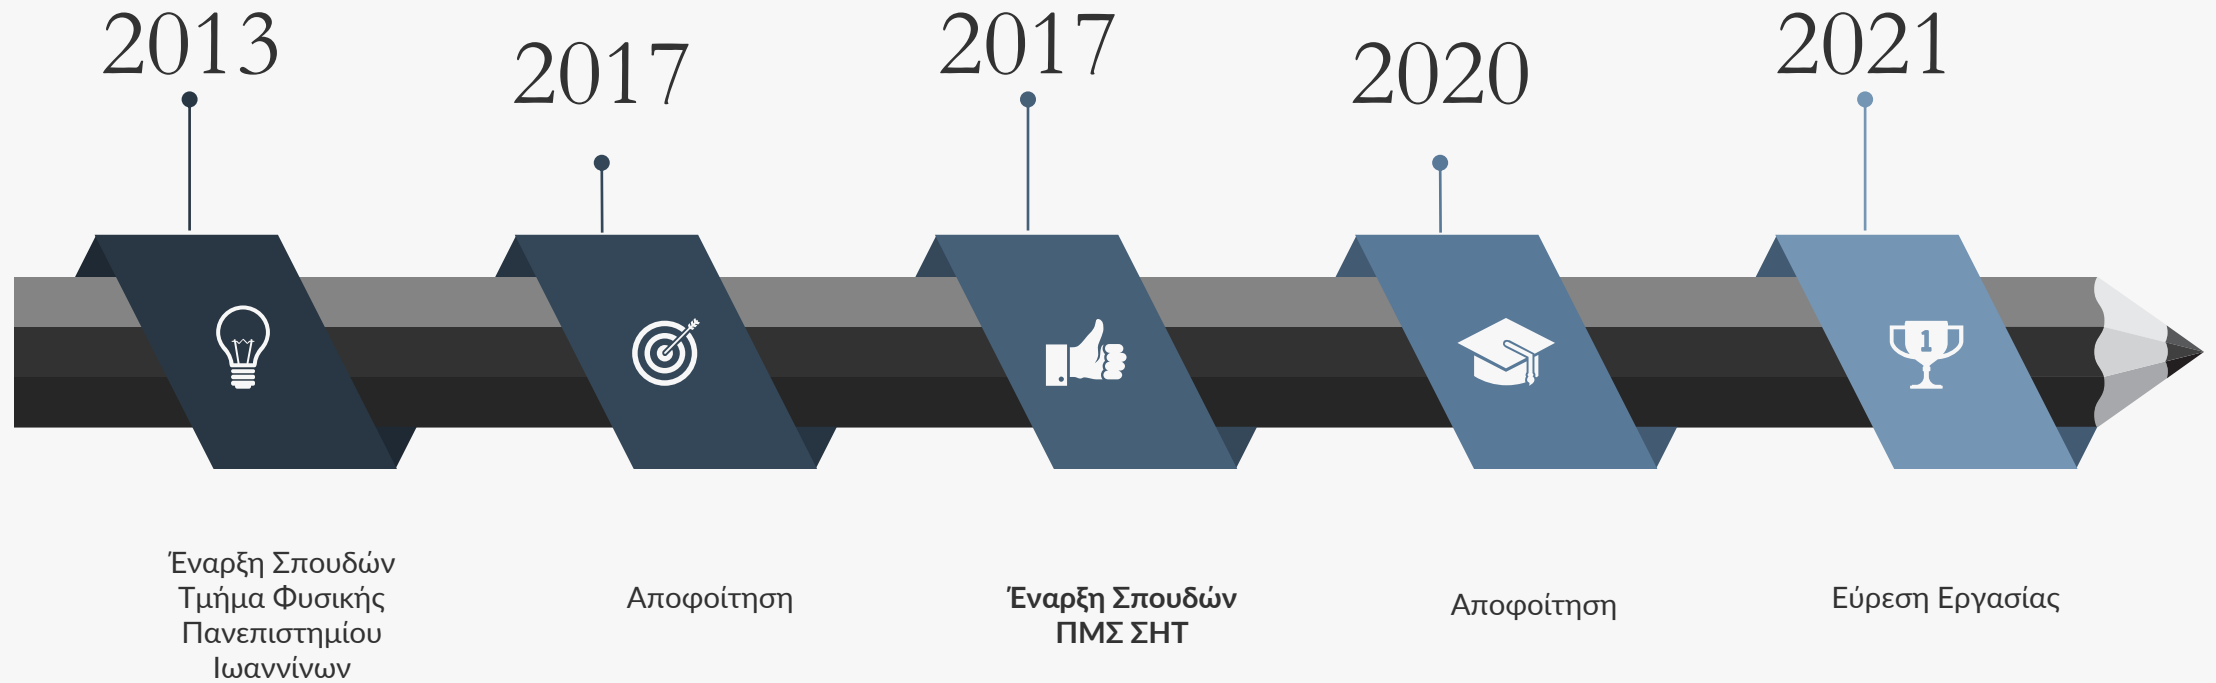 2013
2017
2017
2020
2021
1
Έναρξη Σπουδών
Τμήμα Φυσικής
Πανεπιστημίου
Ιωαννίνων
Αποφοίτηση
Έναρξη Σπουδών
ΠΜΣ ΣΗΤ
Αποφοίτηση
Εύρεση Εργασίας